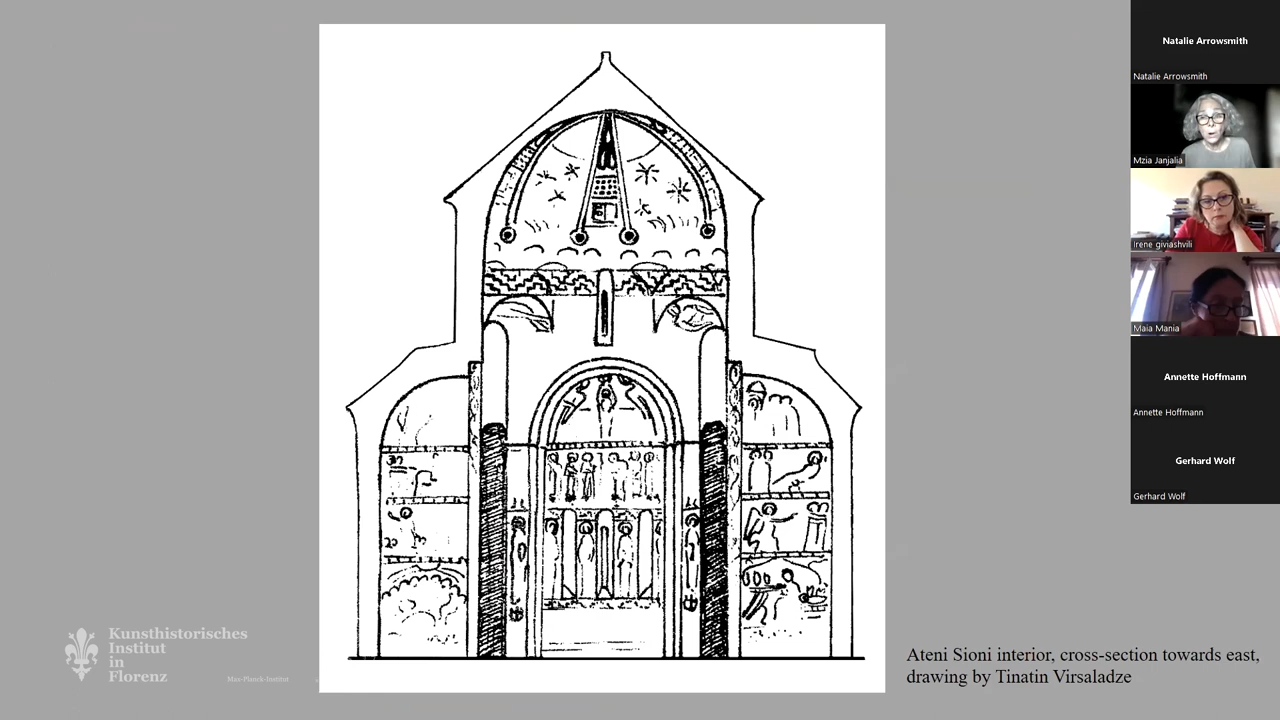 Natalie Arrowsmith
Natalie Arrowsmith
Mzia Janjalia
Irene giviashvili
Maia Mania
Annette Hoffmann
Annette Hoffmann
Gerhard Wolf
Gerhard Wolf
Kunsthistorisches
Institut
in
Florenz
Max-Planck-Institut
Ateni Sioni interior, cross-section towards east,
drawing by Tinatin Virsaladze